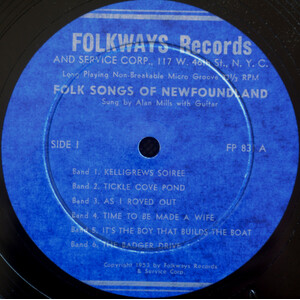 FOLKWAYS Records
AND SERVICE CORP., 117 W. 46th St., N. Y. C.
Long Playing Non-Breakable Micro Groove 33⅓ RPM
FOLK SONGS OF NEWFOUNDLAND
Sung by Alan Mills with Guitar
SIDE I
FP 831 A
Band 1. KELLIGREWS SOIREE
Band 2. TICKLE COVE POND
Band 3. AS I ROVED OUT
Band 4. TIME TO BE MADE A WIFE
Band 5. IT'S THE BOY THAT BUILDS THE BOAT
Band 6. THE BADGER DRIVE
Copyright 1953 by Folkways Records
& Service Corp.